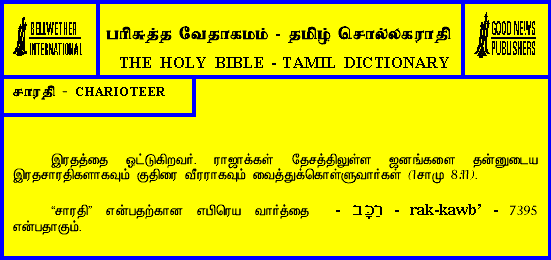 BELLWETHER
INTERNATIONAL
பரிசுத்த வேதாகமம் - தமிழ் சொல்லகராதி
THE HOLY BIBLE - TAMIL DICTIONARY
GOOD NEWS
PUBLISHERS
சாரதி - CHARIOTEER
இரதத்தை ஒட்டுகிறவர். ராஜாக்கள் தேசத்திலுள்ள ஜனங்களை தன்னுடைய
இரதசாரதிகளாகவும் குதிரை வீரராகவும் வைத்துக்கொள்ளுவார்கள் (1சாமு 8:11).
“சாரதி” என்பதற்கான எபிரெய வார்த்தை - רַכָּב - rak-kawb’ - 7395
என்பதாகும்.